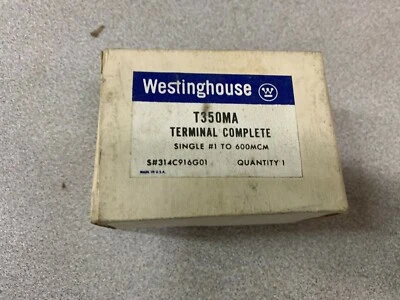 Westinghouse W
T350MA
TERMINAL COMPLETE
SINGLE #1 TO 600MCM
S#314C916G01 QUANTITY 1
MADE IN U.S.A.